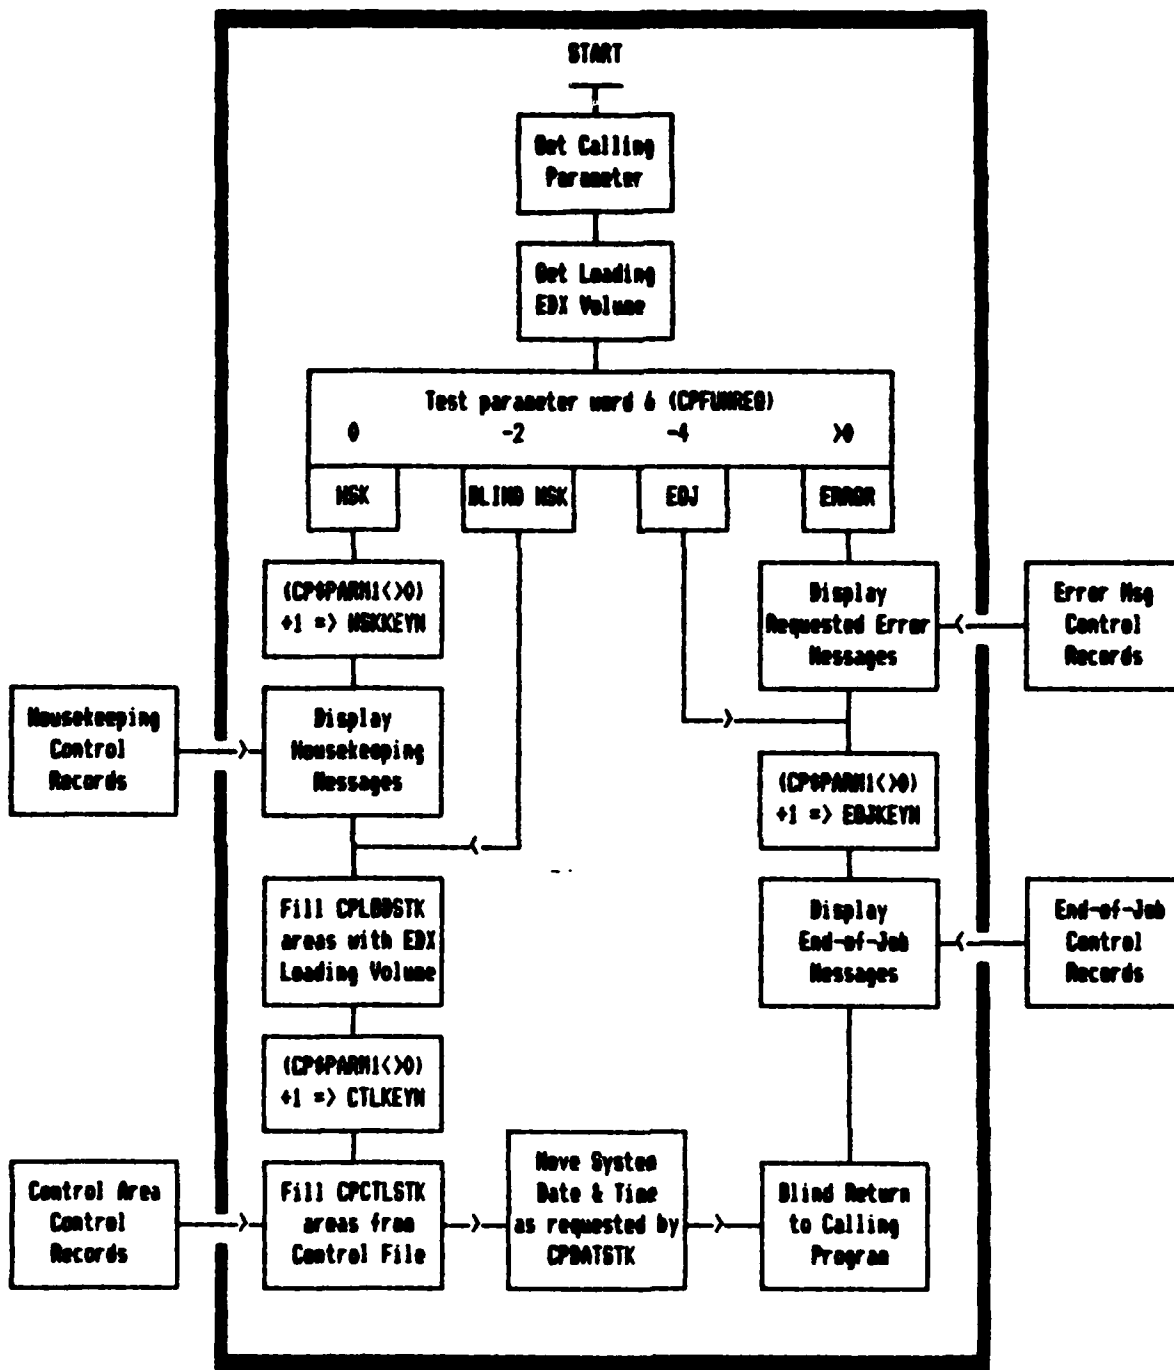 START
Get Calling
Parameter
Get Loading
EDX Volume
Test parameter word 6 (CPFUNREQ)
0 -2 -4 >0
HSK BLIND HSK EOJ ERROR
(CP$PARM1<>0)
+1 => HSKKEYN
Display
Requested Error
Messages
Error Msg
Control
Records
Housekeeping
Control
Records
Display
Housekeeping
Messages
(CP$PARM1<>0)
+1 => EOJKEYN
Fill CPLDDSTK
areas with EDX
Loading Volume
Display
End-of-Job
Messages
End-of-Job
Control
Records
(CP$PARM1<>0)
+1 => CTLKEYN
Control Area
Control
Records
Fill CPCTLSTK
areas from
Control File
Move System
Date & Time
as requested by
CPDATSTK
Blind Return
to Calling
Program